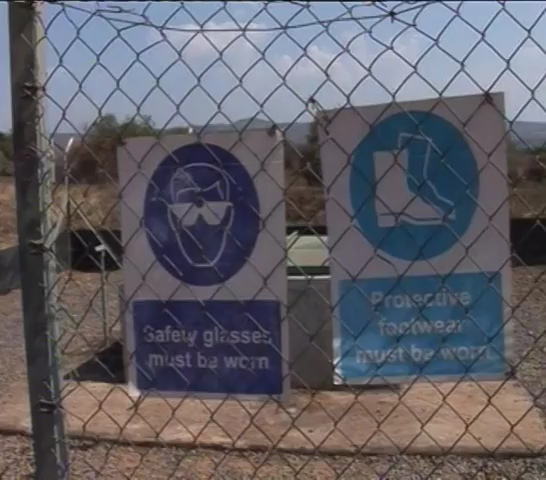 Safety glasses
must be worn
Protective
footwear
must be worn